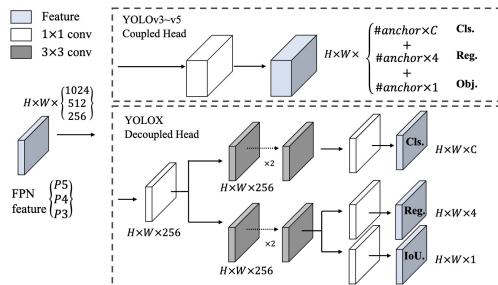 Feature
1×1 conv
3×3 conv
H×W× { 1024
512
256
FPN feature { P5
P4
P3 }
YOLOv3~v5
Coupled Head
H×W× { #anchor×C Cls.
+
#anchor×4 Reg.
+
#anchor×1 Obj.
YOLOX
Decoupled Head
H×W×256
×2
H×W×256
Cls.
H×W×C
×2
H×W×256
Reg.
H×W×4
IoU.
H×W×1